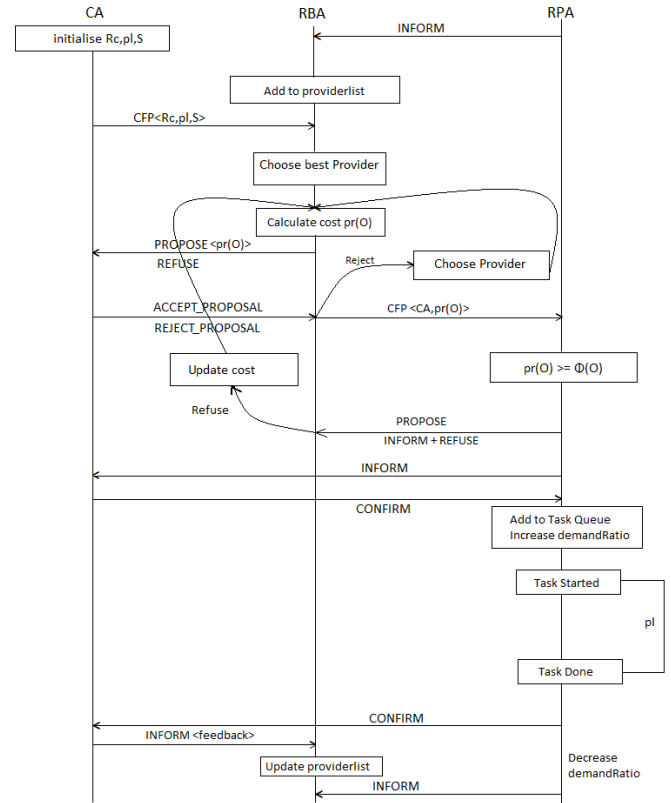 CA
RBA
RPA
initialise Rc,pl,S
INFORM
Add to providerlist
CFP<Rc,pl,S>
Choose best Provider
Calculate cost pr(O)
PROPOSE <pr(O)>
REFUSE
Reject
Choose Provider
ACCEPT_PROPOSAL
REJECT_PROPOSAL
CFP <CA,pr(O)>
Update cost
pr(O) >= Φ(O)
Refuse
PROPOSE
INFORM + REFUSE
INFORM
CONFIRM
Add to Task Queue
Increase demandRatio
Task Started
pl
Task Done
CONFIRM
INFORM <feedback>
Update providerlist
Decrease
demandRatio
INFORM